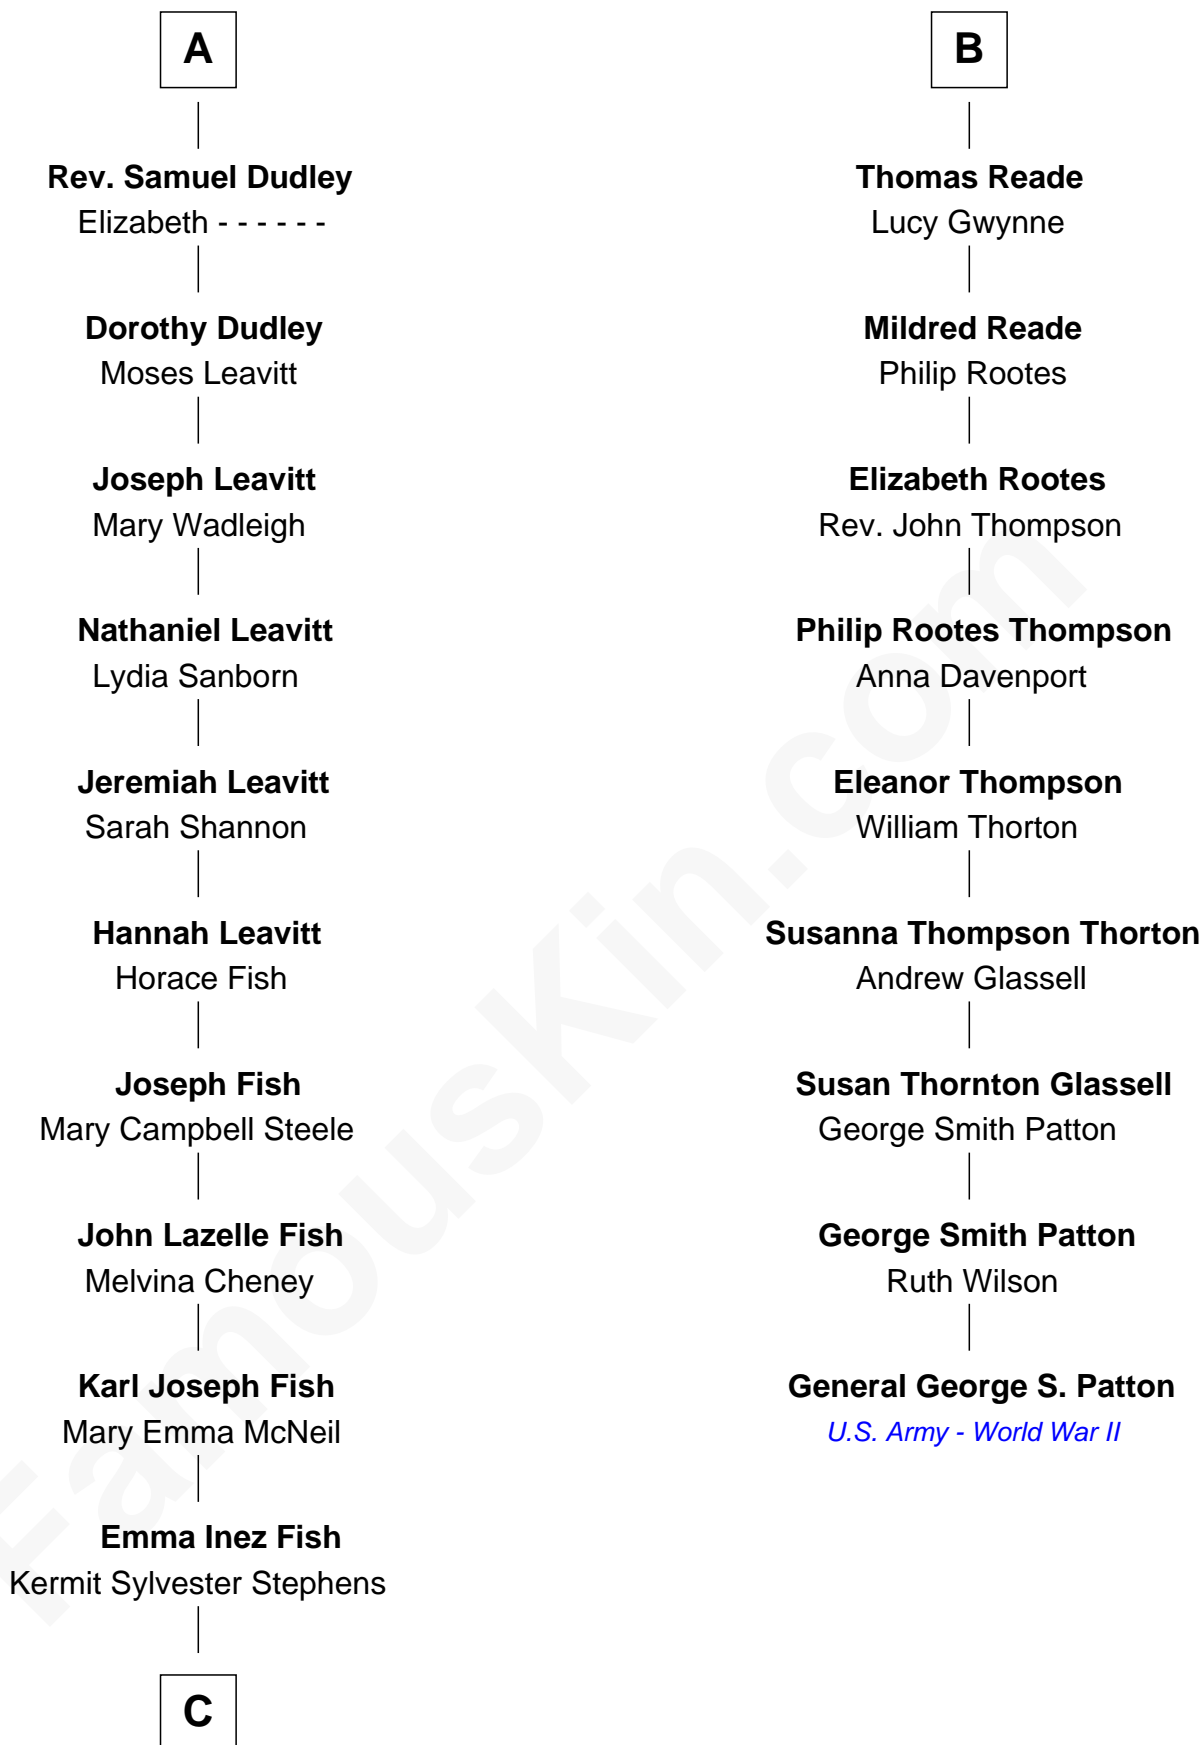 A
Rev. Samuel Dudley
Elizabeth - - - - - -
Dorothy Dudley
Moses Leavitt
Joseph Leavitt
Mary Wadleigh
Nathaniel Leavitt
Lydia Sanborn
Jeremiah Leavitt
Sarah Shannon
Hannah Leavitt
Horace Fish
Joseph Fish
Mary Campbell Steele
John Lazelle Fish
Melvina Cheney
Karl Joseph Fish
Mary Emma McNeil
Emma Inez Fish
Kermit Sylvester Stephens
C
B
Thomas Reade
Lucy Gwynne
Mildred Reade
Philip Rootes
Elizabeth Rootes
Rev. John Thompson
Philip Rootes Thompson
Anna Davenport
Eleanor Thompson
William Thorton
Susanna Thompson Thorton
Andrew Glassell
Susan Thornton Glassell
George Smith Patton
George Smith Patton
Ruth Wilson
General George S. Patton
U.S. Army - World War II
FamousKin.com